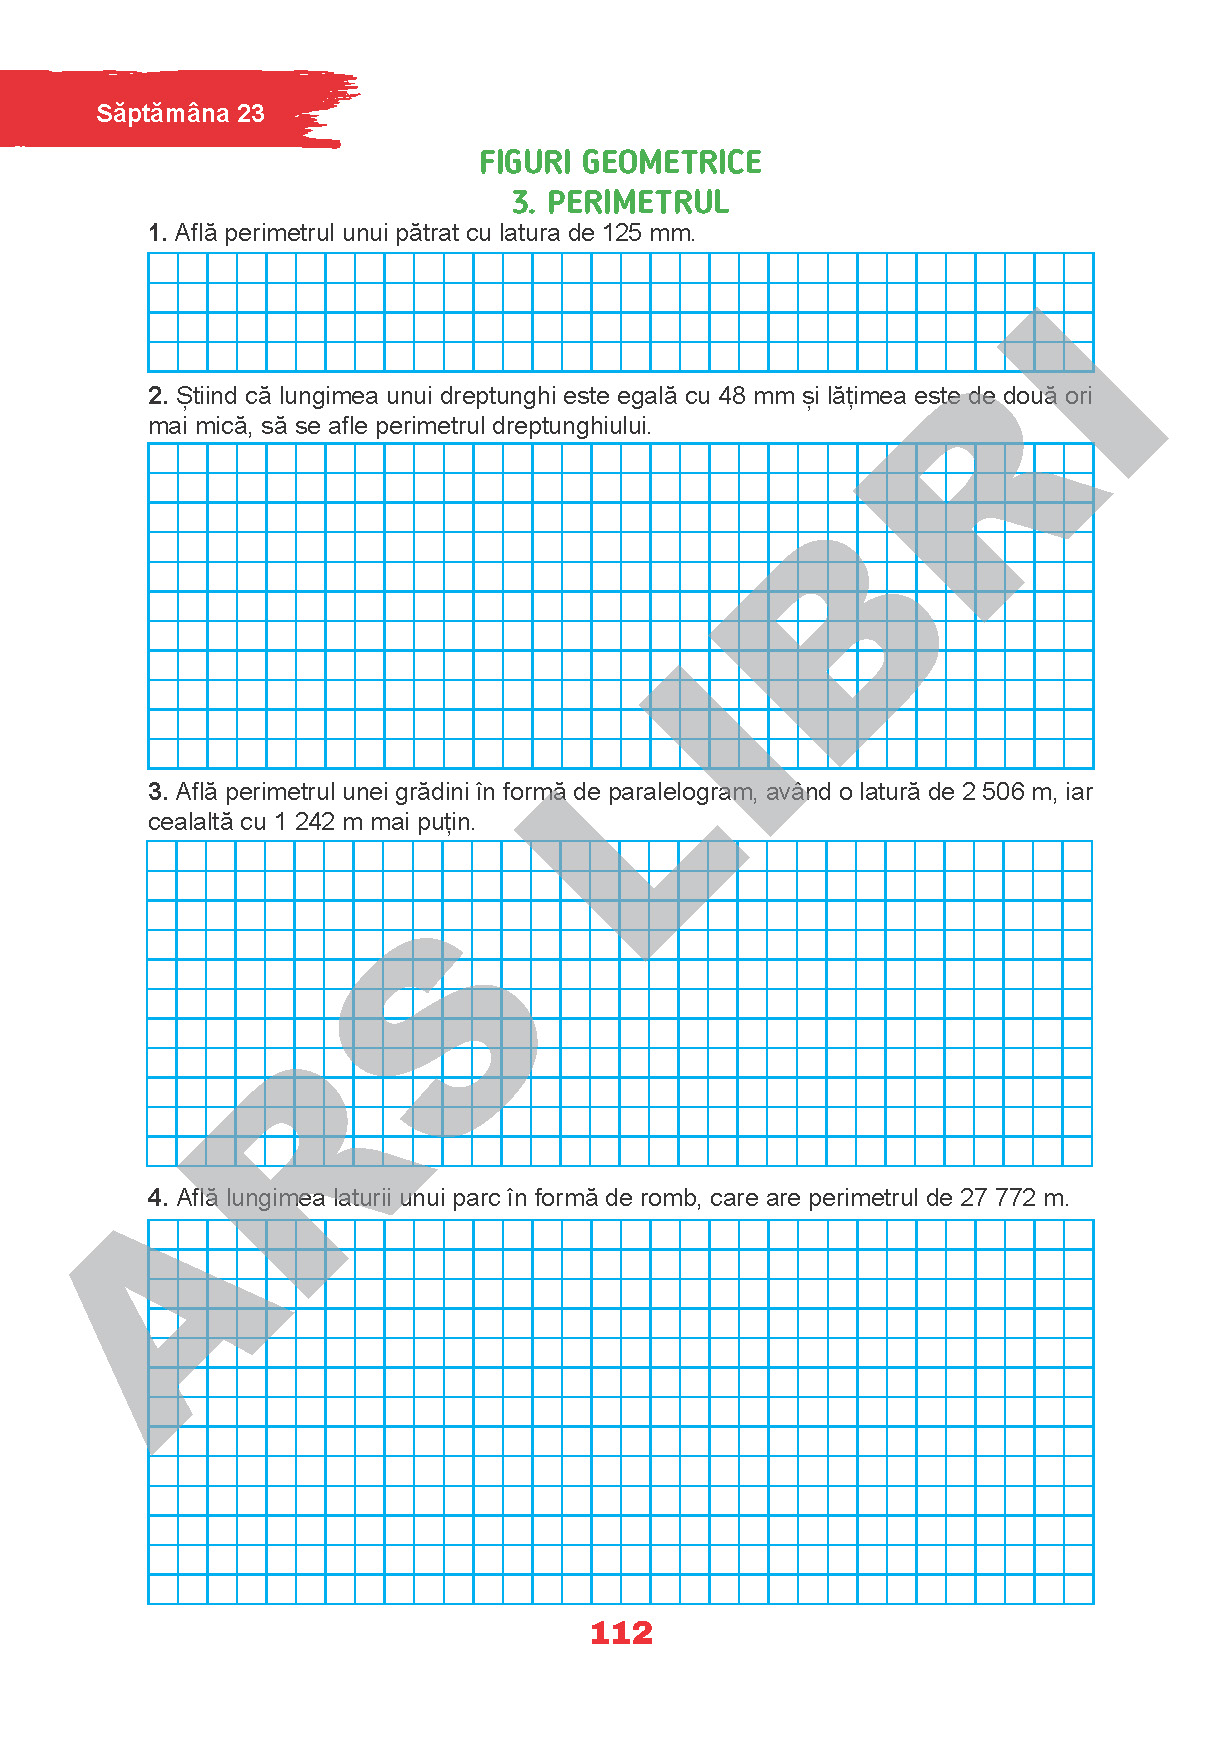 Săptămâna 23
FIGURI GEOMETRICE
3. PERIMETRUL
1. Află perimetrul unui pătrat cu latura de 125 mm.
2. Știind că lungimea unui dreptunghi este egală cu 48 mm și lățimea este de două ori
mai mică, să se afle perimetrul dreptunghiului.
3. Află perimetrul unei grădini în formă de paralelogram, având o latură de 2 506 m, iar
cealaltă cu 1 242 m mai puțin.
4. Află lungimea laturii unui parc în formă de romb, care are perimetrul de 27 772 m.
112
ARS LIBRI